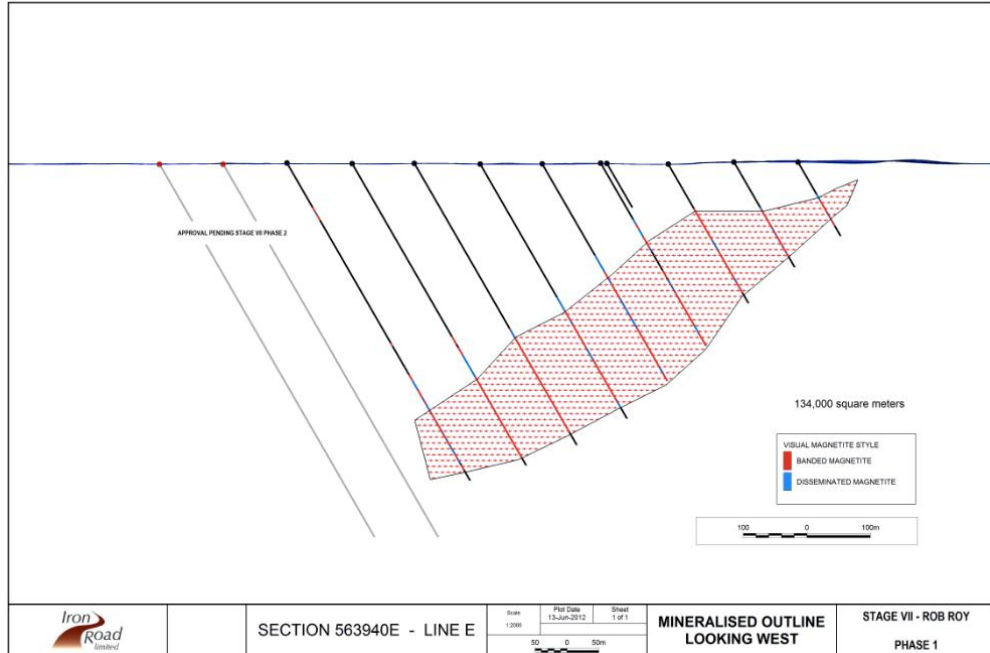 APPROVAL PENDING STAGE VII PHASE 2
134,000 square meters
VISUAL MAGNETITE STYLE
BANDED MAGNETITE
DISSEMINATED MAGNETITE
100 0 100m
Iron
Road
limited
SECTION 563940E - LINE E
Scale
1:2000
Plot Date
13-Jun-2012
Sheet
1 of 1
50 0 50m
MINERALISED OUTLINE
LOOKING WEST
STAGE VII - ROB ROY
PHASE 1